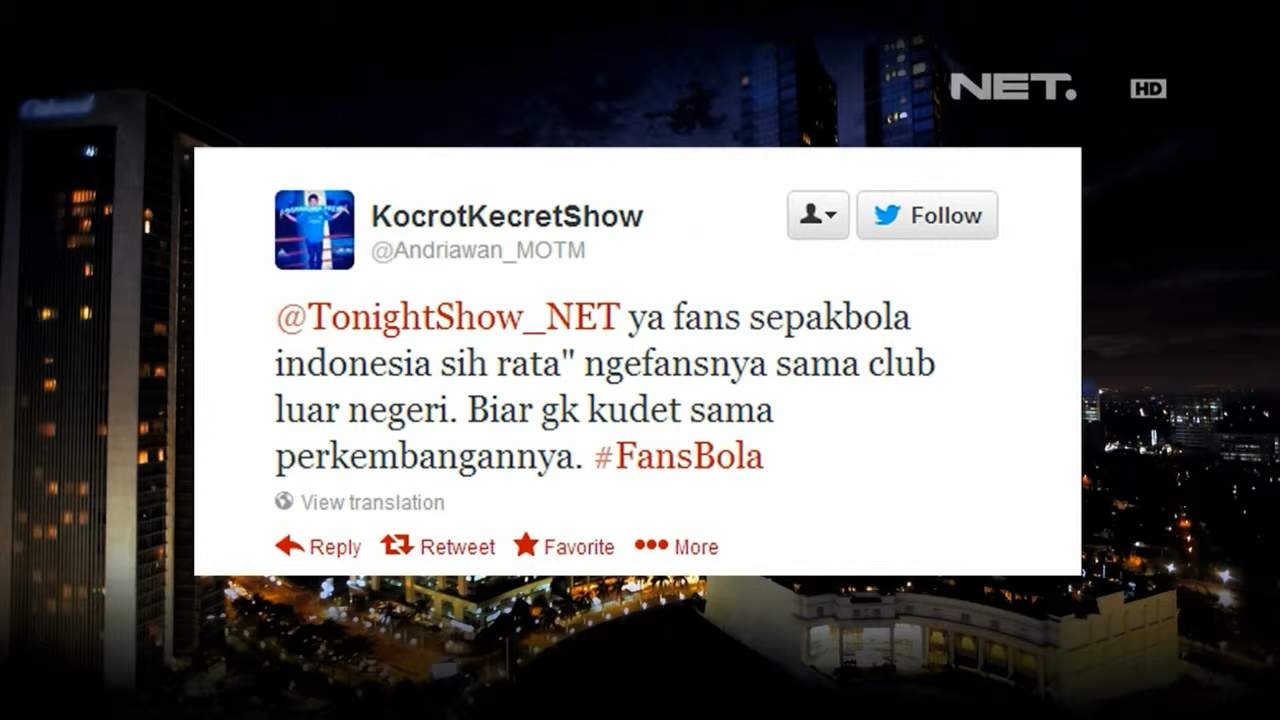 NET. HD
KocrotKecretShow
Follow
@Andriawan_MOTM
@TonightShow_NET ya fans sepakbola
indonesia sih rata" ngefansnya sama club
luar negeri. Biar gk kudet sama
perkembangannya. #FansBola
View translation
Reply Retweet Favorite More